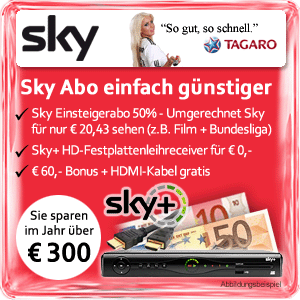 sky
"So gut, so schnell."
TAGARO
Sky Abo einfach günstiger
Sky Einsteigerabo 50% - Umgerechnet Sky
für nur € 20,43 sehen (z.B. Film + Bundesliga)
Sky+ HD-Festplattenleihreceiver für € 0,-
€ 60,- Bonus + HDMI-Kabel gratis
Sie sparen
im Jahr über
€ 300
sky+
10
50
Abbildungsbeispiel